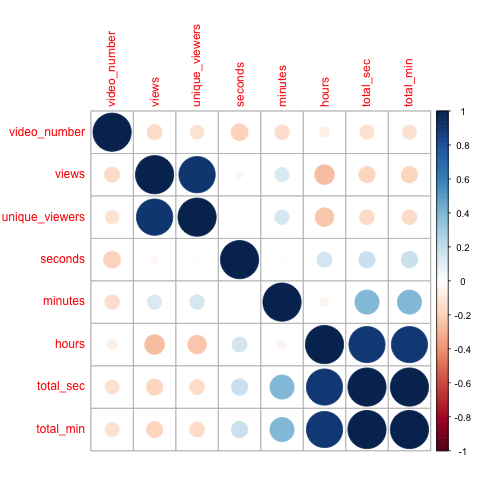 video_number
views
unique_viewers
seconds
minutes
hours
total_sec
total_min
video_number
views
unique_viewers
seconds
minutes
hours
total_sec
total_min
1
0.8
0.6
0.4
0.2
0
-0.2
-0.4
-0.6
-0.8
-1